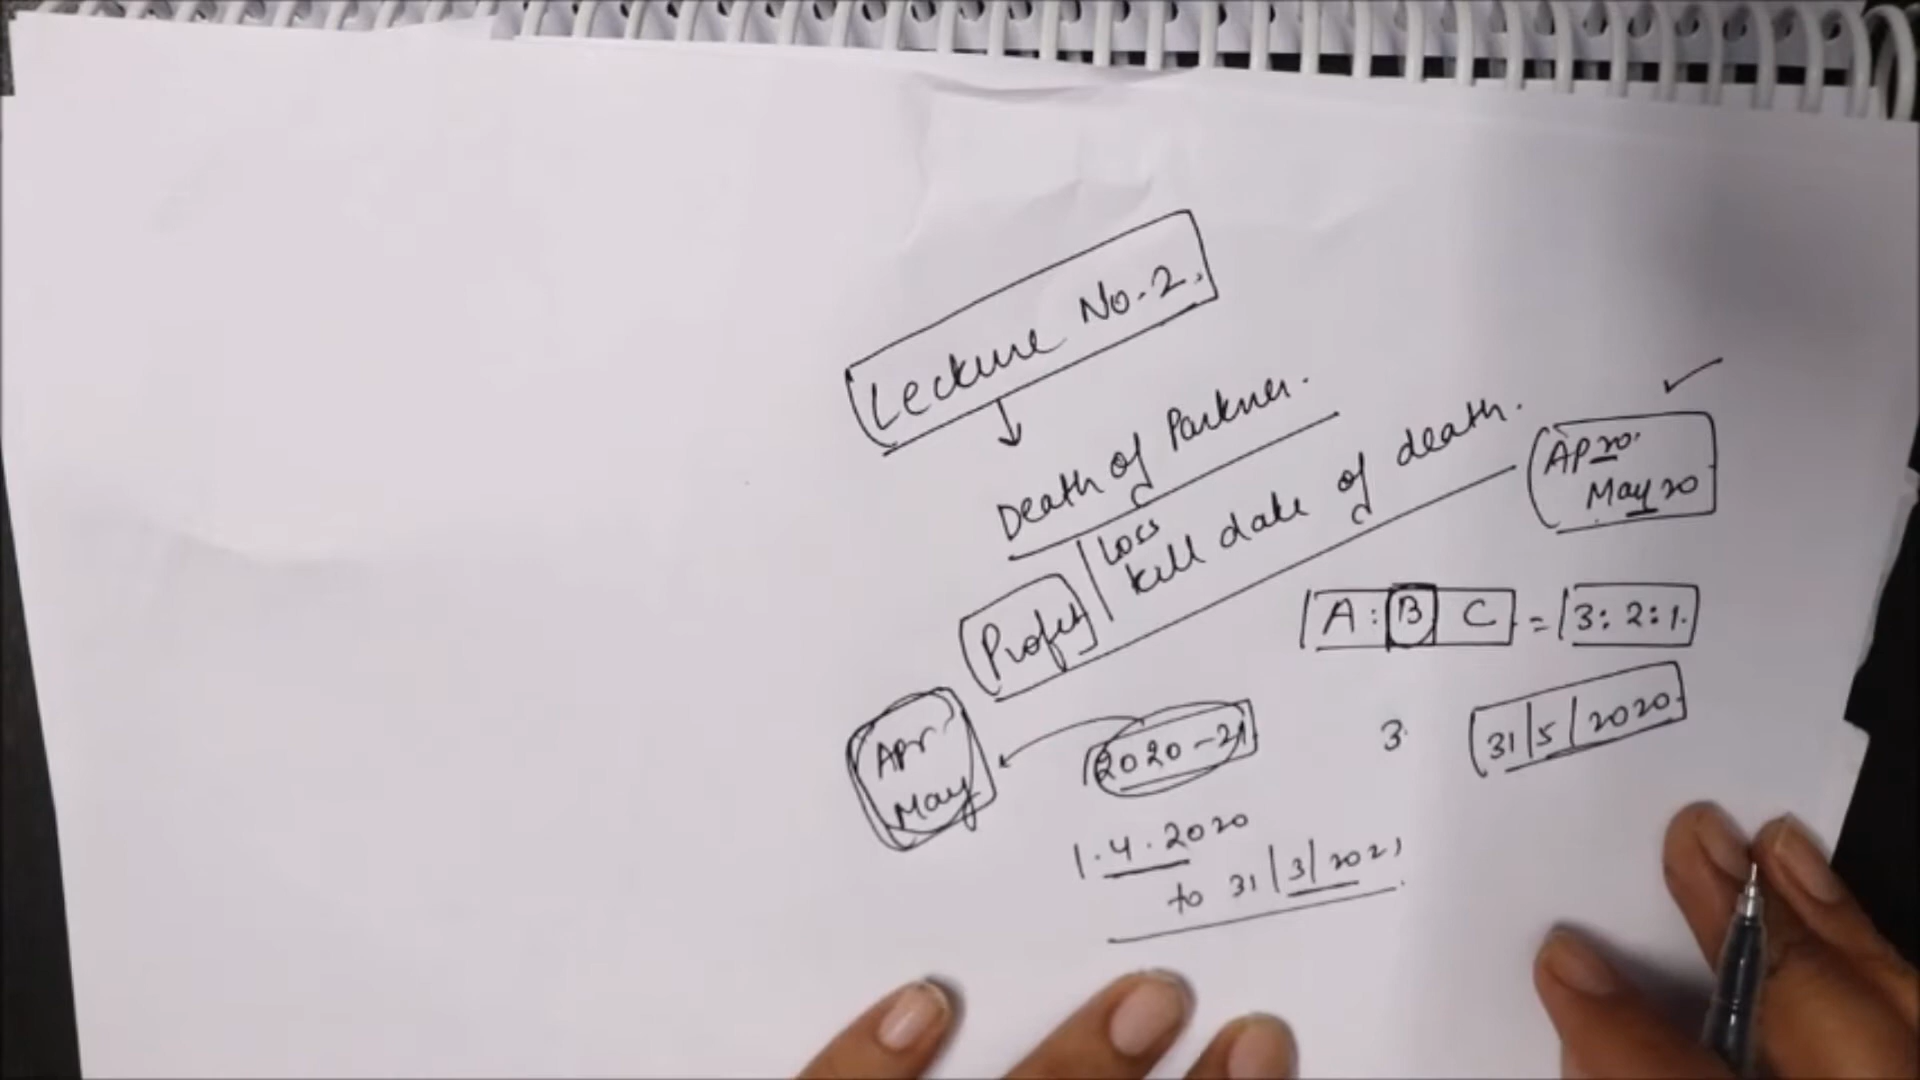 Lecture No-2.
Death of Partner.
Profit | Loss
till date of death.
AP 20.
May 20
A : B C = 3 : 2 : 1.
Apr
May
2020-21
3
31/5/2020
1.4.2020
to 31/3/2021